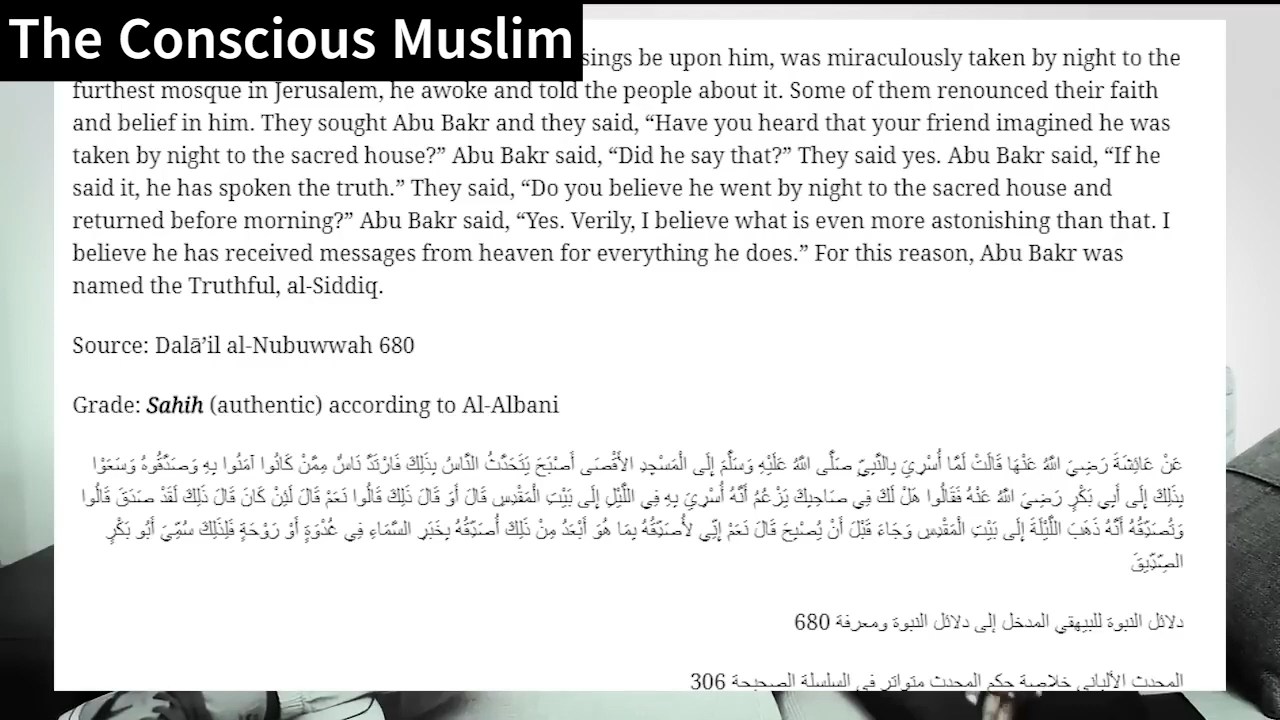 The Conscious Muslim
sings be upon him, was miraculously taken by night to the
furthest mosque in Jerusalem, he awoke and told the people about it. Some of them renounced their faith
and belief in him. They sought Abu Bakr and they said, “Have you heard that your friend imagined he was
taken by night to the sacred house?” Abu Bakr said, “Did he say that?” They said yes. Abu Bakr said, “If he
said it, he has spoken the truth.” They said, “Do you believe he went by night to the sacred house and
returned before morning?” Abu Bakr said, “Yes. Verily, I believe what is even more astonishing than that. I
believe he has received messages from heaven for everything he does.” For this reason, Abu Bakr was
named the Truthful, al-Siddiq.
Source: Dalā’il al-Nubuwwah 680
Grade: Sahih (authentic) according to Al-Albani
عَنْ عَائِشَةَ رَضِيَ اللَّهُ عَنْهَا قَالَتْ لَمَّا أُسْرِيَ بِالنَّبِيِّ صَلَّى اللَّهُ عَلَيْهِ وَسَلَّمَ إِلَى الْمَسْجِدِ الأَقْصَى أَصْبَحَ يَتَحَدَّثُ النَّاسُ بِذَلِكَ فَارْتَدَّ نَاسٌ مِمَّنْ كَانُوا آمَنُوا بِهِ وَصَدَّقُوهُ وَسَعَوْا
بِذَلِكَ إِلَى أَبِي بَكْرٍ رَضِيَ اللَّهُ عَنْهُ فَقَالُوا هَلْ لَكَ فِي صَاحِبِكَ يَزْعُمُ أَنَّهُ أُسْرِيَ بِهِ فِي اللَّيْلِ إِلَى بَيْتِ الْمَقْدِسِ قَالَ أَوَ قَالَ ذَلِكَ قَالُوا نَعَمْ قَالَ لَئِنْ كَانَ قَالَ ذَلِكَ لَقَدْ صَدَقَ قَالُوا
وَتُصَدِّقُهُ أَنَّهُ ذَهَبَ اللَّيْلَةَ إِلَى بَيْتِ الْمَقْدِسِ وَجَاءَ قَبْلَ أَنْ يُصْبِحَ قَالَ نَعَمْ إِنِّي لأُصَدِّقُهُ بِمَا هُوَ أَبْعَدُ مِنْ ذَلِكَ أُصَدِّقُهُ بِخَبَرِ السَّمَاءِ فِي غُدْوَةٍ أَوْ رَوْحَةٍ فَلِذَلِكَ سُمِّيَ أَبُو بَكْرٍ
الصِّدِّيقَ
680 دلائل النبوة للبيهقي المدخل إلى دلائل النبوة ومعرفة
306 المحدث الألباني خلاصة حكم المحدث متواتر في السلسلة الصحيحة